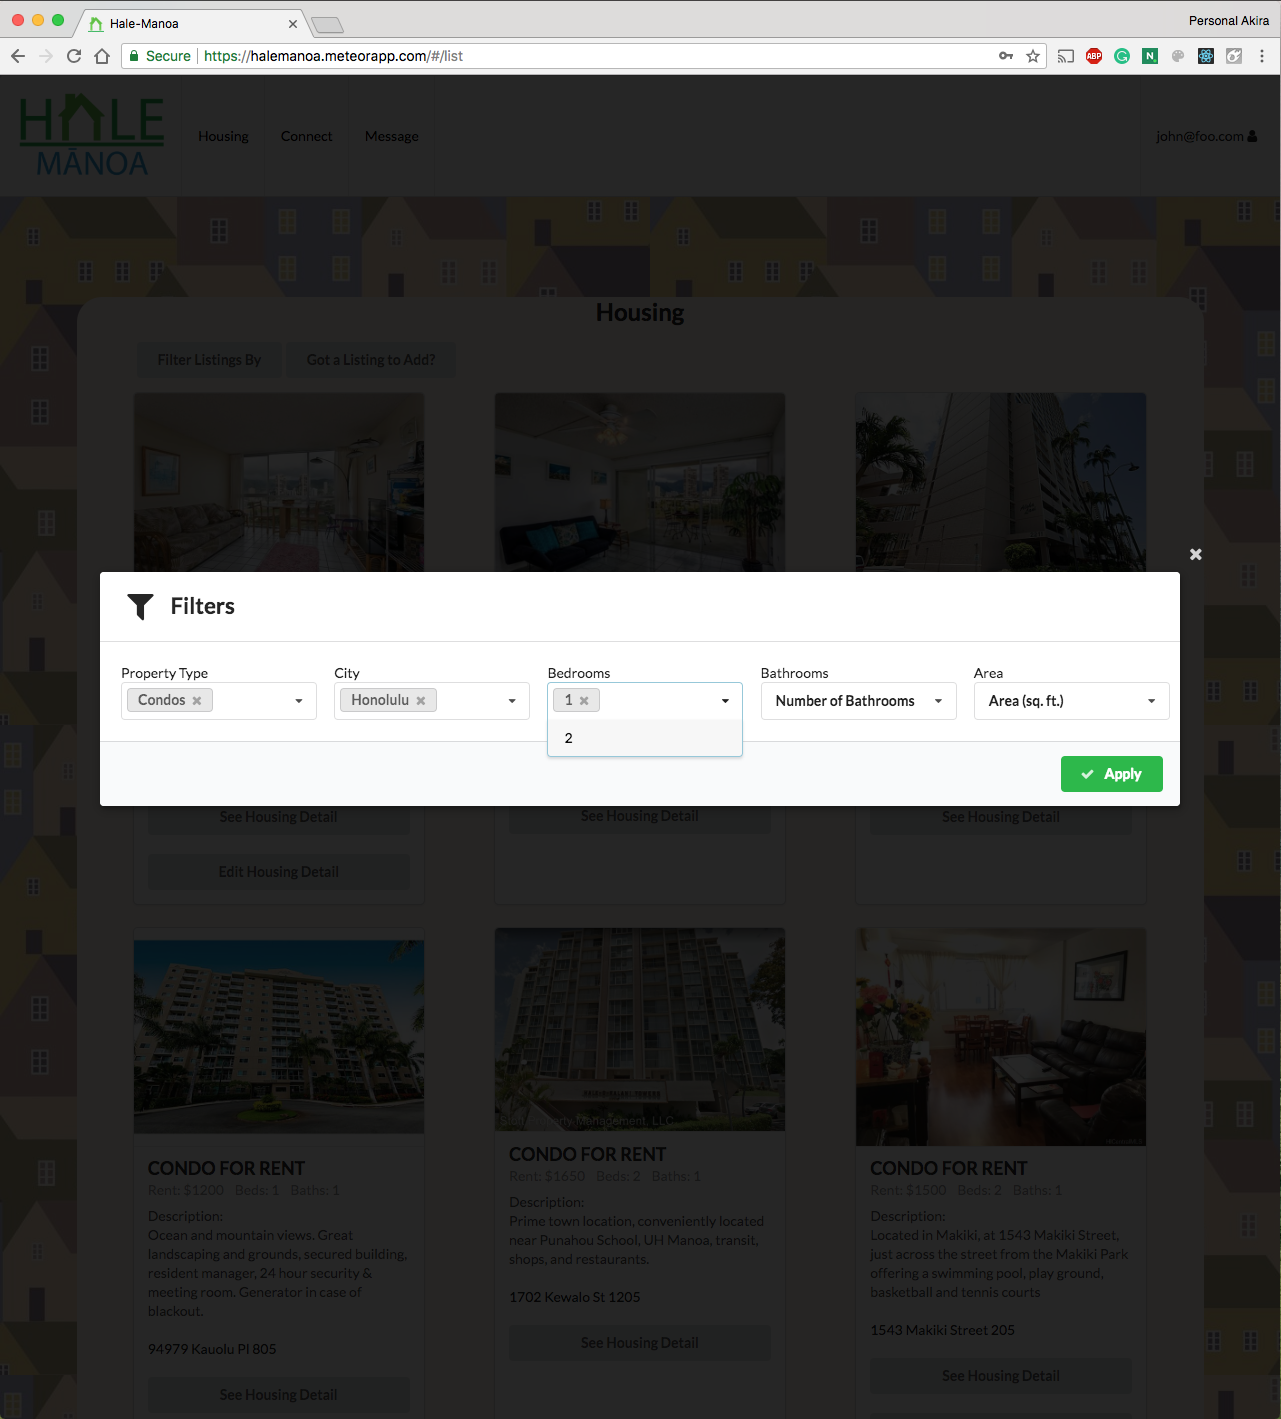 Hale-Manoa
Personal Akira
Secure https://halemanoa.meteorapp.com/#/list
ABP
N
HALE
MĀNOA
Housing Connect Message
john@foo.com
Housing
Filter Listings By Got a Listing to Add?
Filters
Property Type City Bedrooms Bathrooms Area
Condos Honolulu 1 Number of Bathrooms Area (sq. ft.)
2
Apply
See Housing Detail See Housing Detail See Housing Detail
Edit Housing Detail
CONDO FOR RENT
Rent: $1200 Beds: 1 Baths: 1
Description:
Ocean and mountain views. Great
landscaping and grounds, secured building,
resident manager, 24 hour security &
meeting room. Generator in case of
blackout.
94979 Kauolu Pl 805
See Housing Detail
Management, LLC
CONDO FOR RENT
Rent: $1650 Beds: 2 Baths: 1
Description:
Prime town location, conveniently located
near Punahou School, UH Manoa, transit,
shops, and restaurants.
1702 Kewalo St 1205
See Housing Detail
CONDO FOR RENT
Rent: $1500 Beds: 2 Baths: 1
Description:
Located in Makiki, at 1543 Makiki Street,
just across the street from the Makiki Park
offering a swimming pool, play ground,
basketball and tennis courts
1543 Makiki Street 205
See Housing Detail